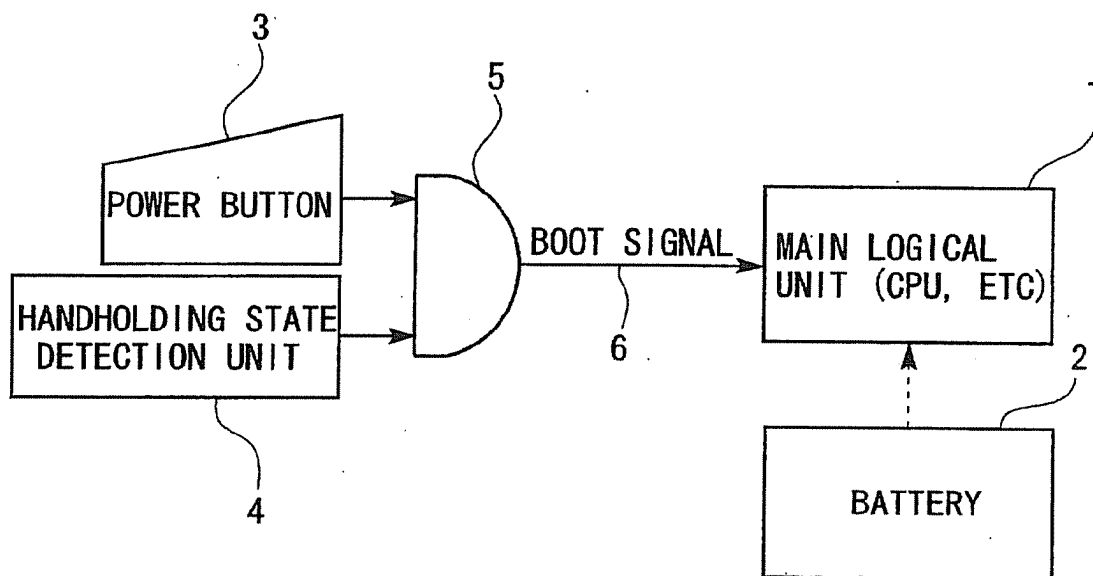 3
5
POWER BUTTON
BOOT SIGNAL
MAIN LOGICAL
UNIT (CPU, ETC)
HANDHOLDING STATE
DETECTION UNIT
6
2
4
BATTERY